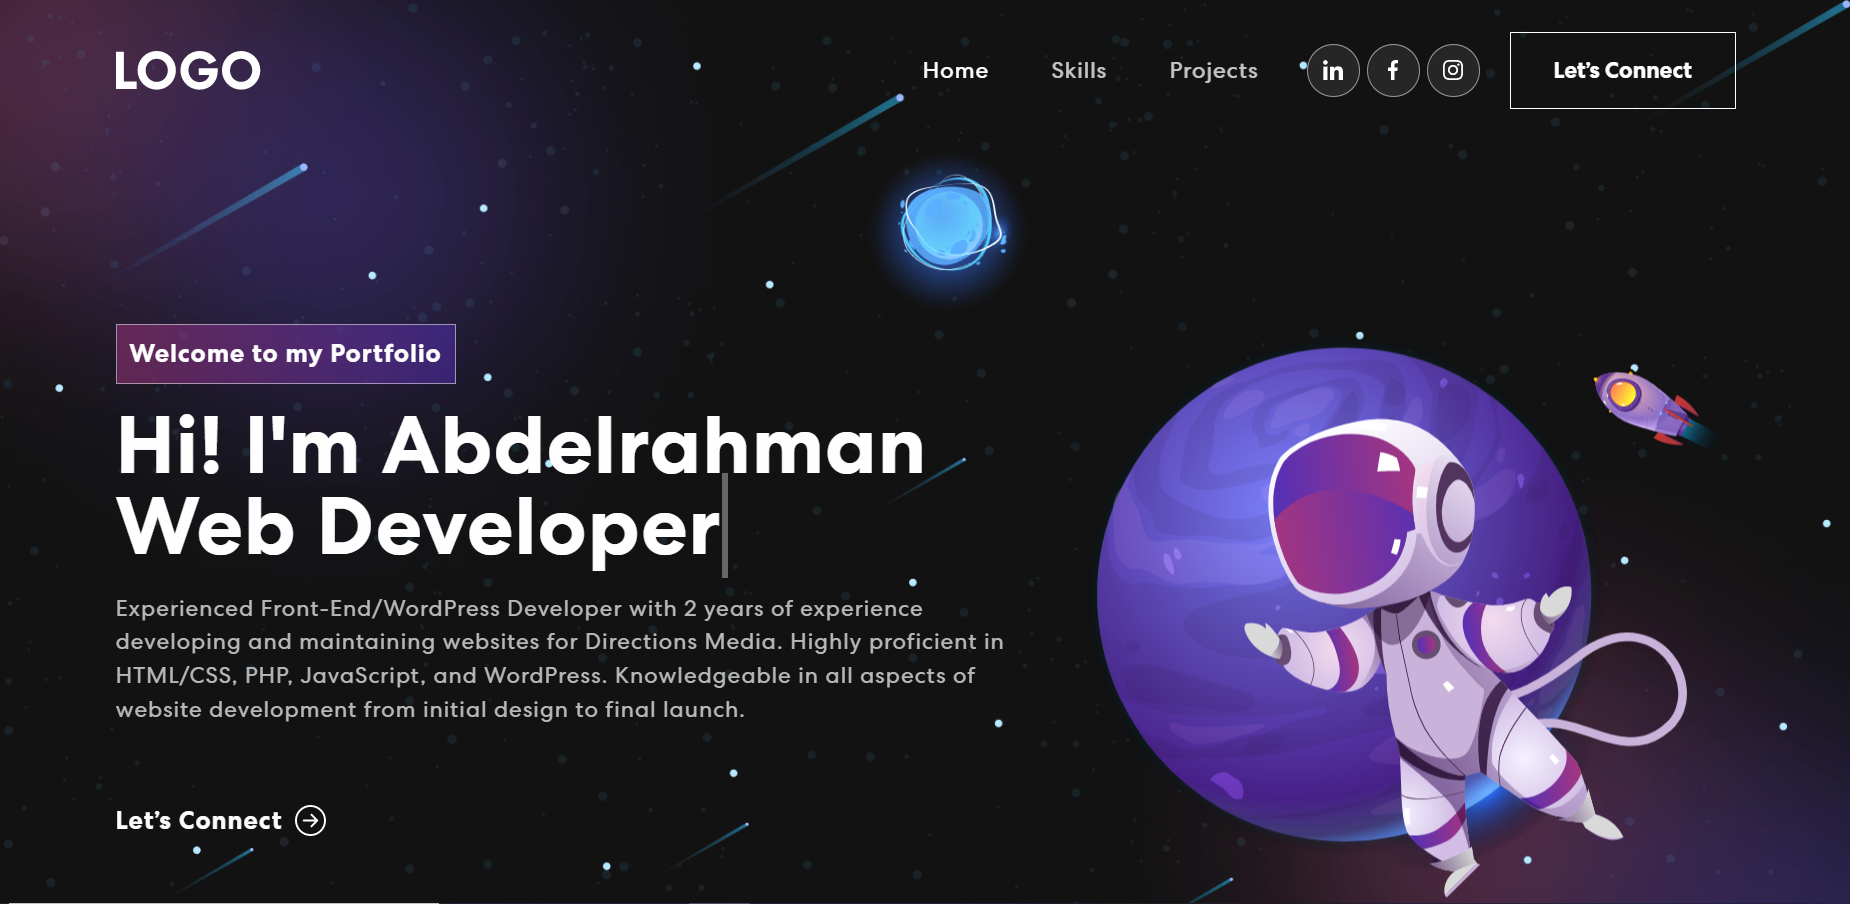 LOGO
Home Skills Projects Let’s Connect
Welcome to my Portfolio
Hi! I'm Abdelrahman
Web Developer
Experienced Front-End/WordPress Developer with 2 years of experience
developing and maintaining websites for Directions Media. Highly proficient in
HTML/CSS, PHP, JavaScript, and WordPress. Knowledgeable in all aspects of
website development from initial design to final launch.
Let’s Connect